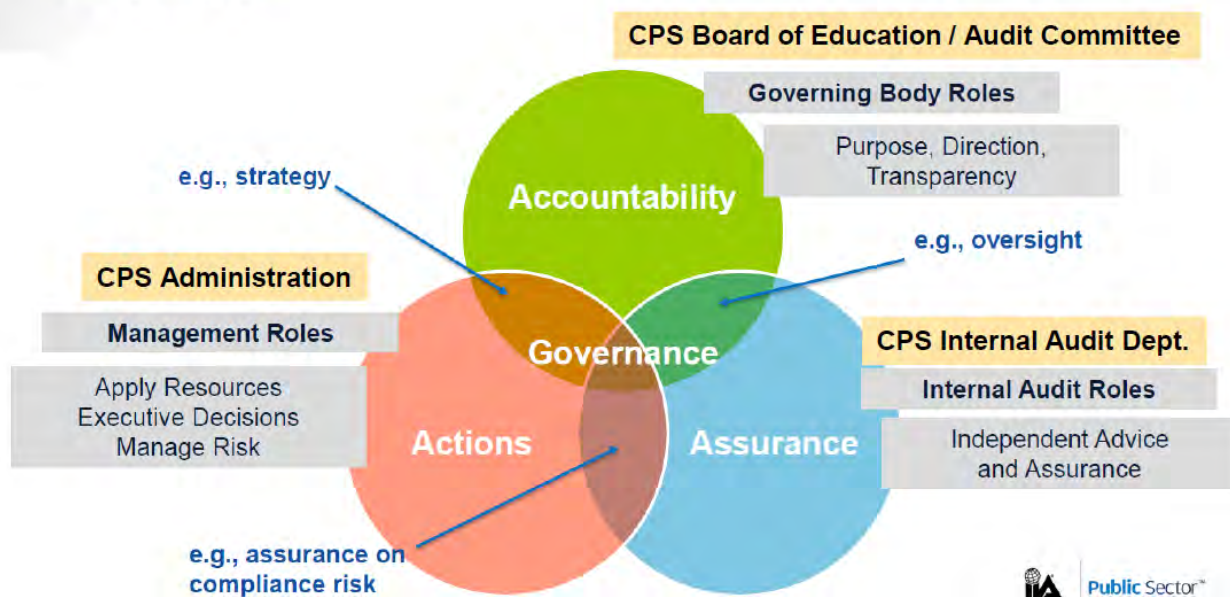 CPS Board of Education / Audit Committee
Governing Body Roles
Purpose, Direction,
Transparency
e.g., strategy
Accountability
e.g., oversight
CPS Administration
Management Roles
Apply Resources
Executive Decisions
Manage Risk
Governance
CPS Internal Audit Dept.
Internal Audit Roles
Independent Advice
and Assurance
Actions
Assurance
e.g., assurance on
compliance risk
IIA
Public Sector™